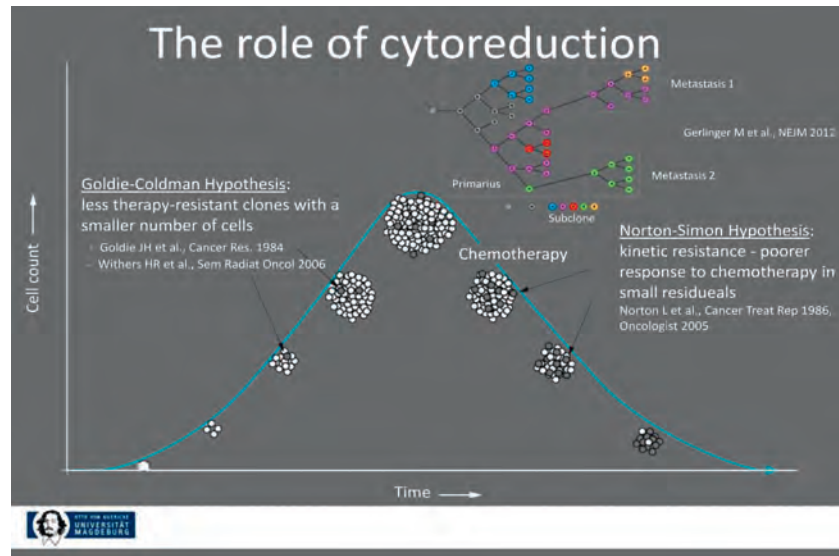 The role of cytoreduction
Metastasis 1
Gerlinger M et al., NEJM 2012
Metastasis 2
Primarius
Subclone
Goldie-Coldman Hypothesis:
less therapy-resistant clones with a
smaller number of cells
Goldie JH et al., Cancer Res. 1984
– Withers HR et al., Sem Radiat Oncol 2006
Chemotherapy
Norton-Simon Hypothesis:
kinetic resistance - poorer
response to chemotherapy in
small residueals
Norton L et al., Cancer Treat Rep 1986,
Oncologist 2005
Cell count
Time
OTTO VON GUERICKE
UNIVERSITÄT
MAGDEBURG